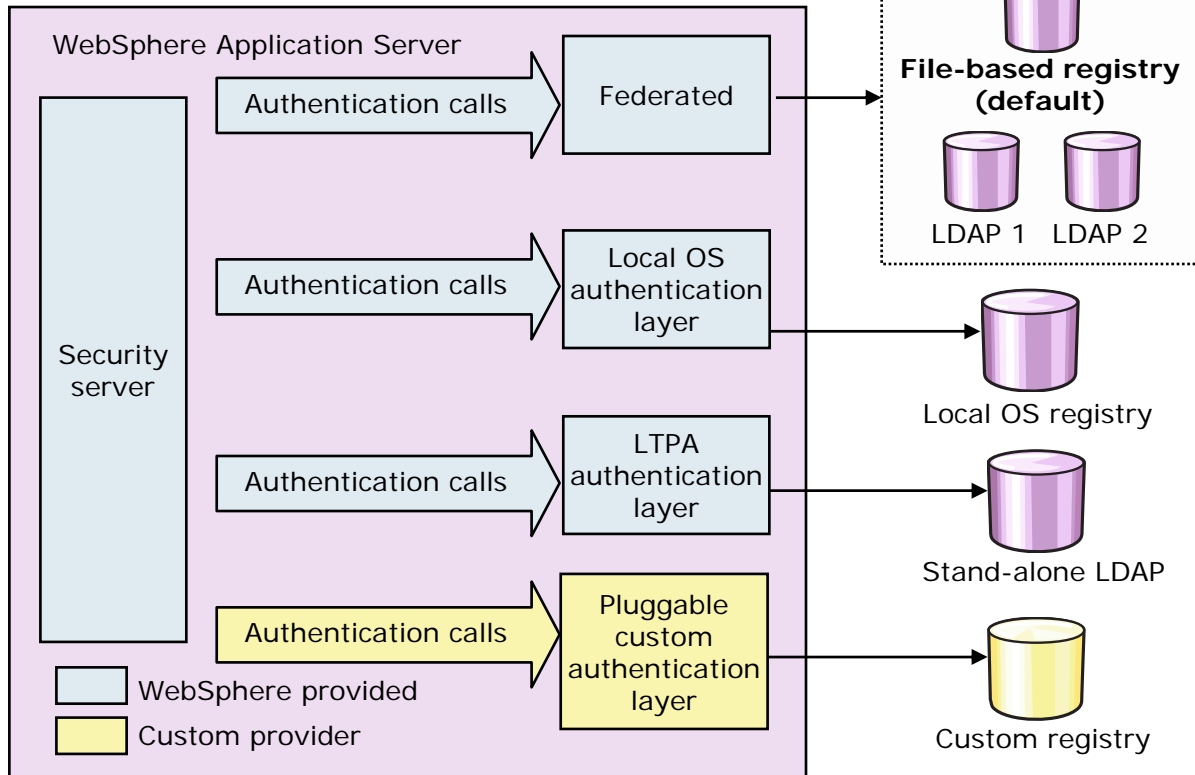 WebSphere Application Server
Security
server
Authentication calls
Federated
File-based registry
(default)
LDAP 1
LDAP 2
Authentication calls
Local OS
authentication
layer
Local OS registry
Authentication calls
LTPA
authentication
layer
Stand-alone LDAP
Authentication calls
Pluggable
custom
authentication
layer
Custom registry
WebSphere provided
Custom provider